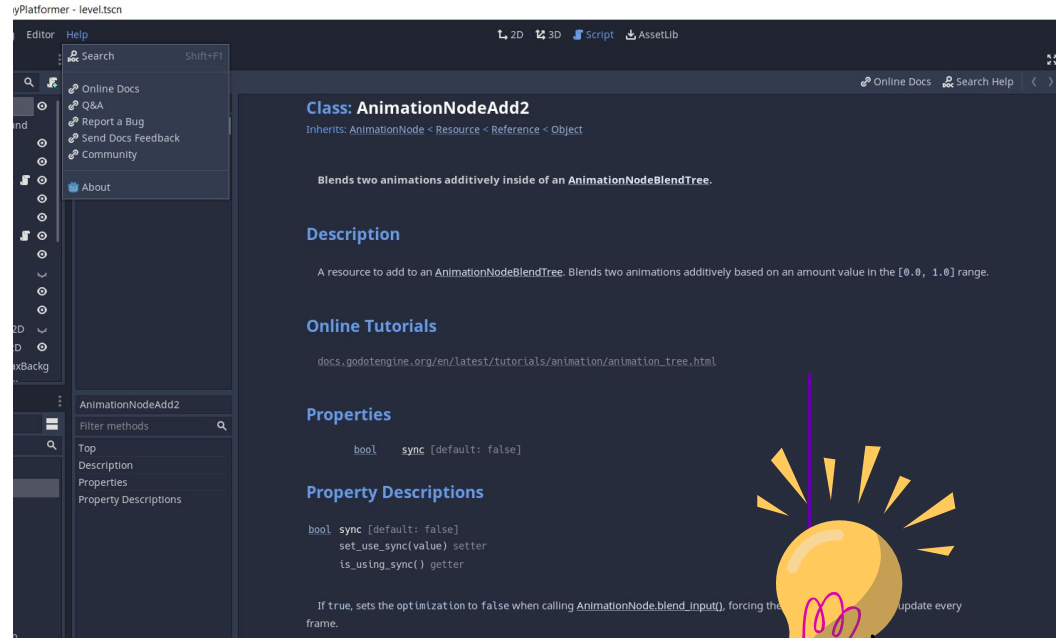 yPlatformer - level.tscn
Editor Help 2D 3D Script AssetLib
Search Shift+F1
Online Docs
Q&A
Report a Bug
Send Docs Feedback
Community
About
Online Docs Search Help
nd
2D
D
xBackg
AnimationNodeAdd2
Filter methods
Top
Description
Properties
Property Descriptions
Class: AnimationNodeAdd2
Inherits: AnimationNode < Resource < Reference < Object
Blends two animations additively inside of an AnimationNodeBlendTree.
Description
A resource to add to an AnimationNodeBlendTree. Blends two animations additively based on an amount value in the [0.0, 1.0] range.
Online Tutorials
docs.godotengine.org/en/latest/tutorials/animation/animation_tree.html
Properties
bool sync [default: false]
Property Descriptions
bool sync [default: false]
set_use_sync(value) setter
is_using_sync() getter
If true, sets the optimization to false when calling AnimationNode.blend_input(), forcing the update every
frame.